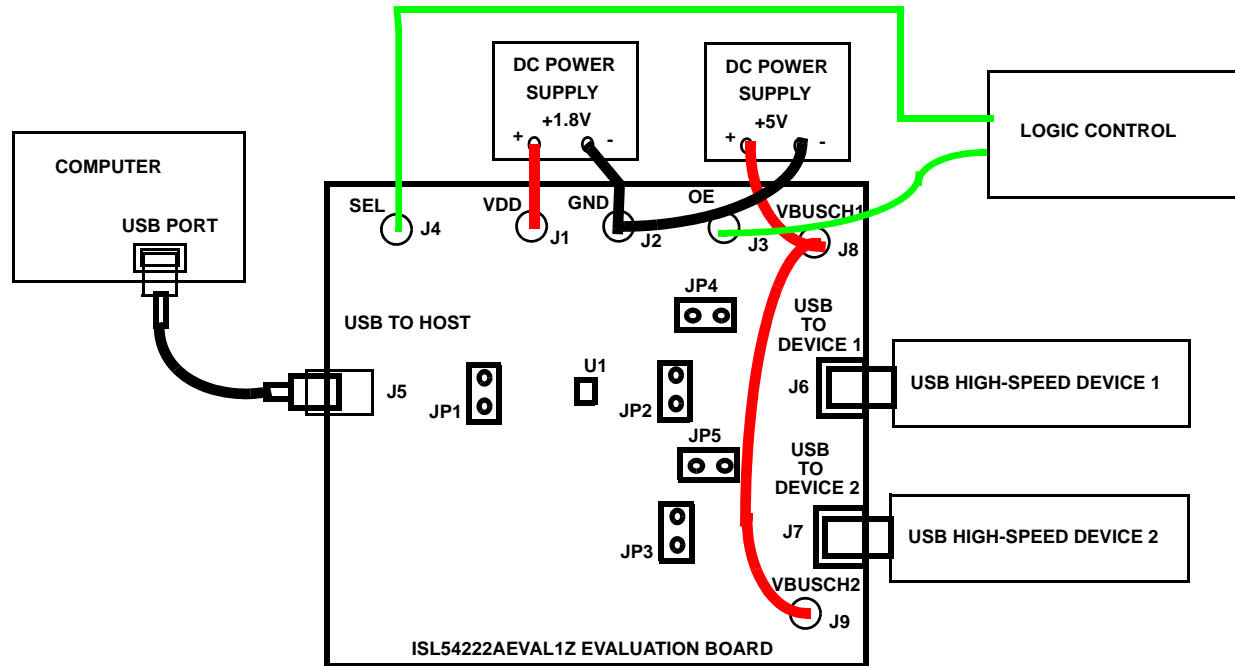 DC POWER
SUPPLY
+1.8V
+ -
DC POWER
SUPPLY
+5V
+ -
LOGIC CONTROL
COMPUTER
USB PORT
SEL
J4
VDD
J1
GND
J2
OE
J3
VBUSCH1
J8
JP4
USB TO HOST
USB
TO
DEVICE 1
J5
JP1
U1
JP2
J6
USB HIGH-SPEED DEVICE 1
JP5
USB
TO
DEVICE 2
JP3
J7
USB HIGH-SPEED DEVICE 2
VBUSCH2
J9
ISL54222AEVAL1Z EVALUATION BOARD